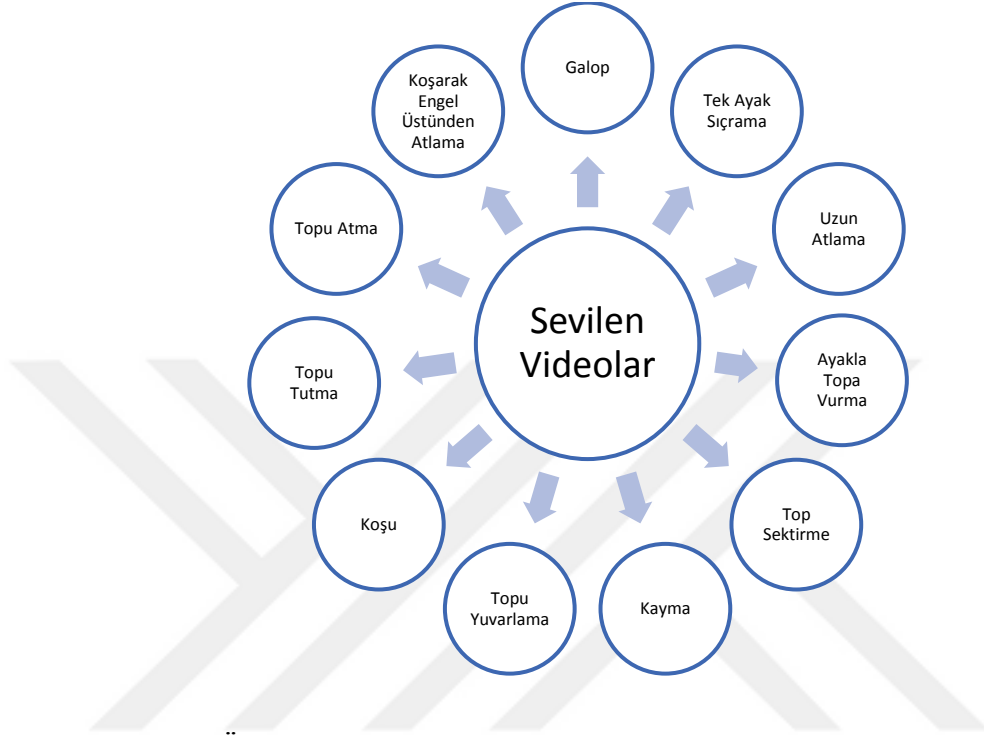 Sevilen
Videolar
Galop
Tek Ayak
Sıçrama
Uzun
Atlama
Ayakla
Topa
Vurma
Top
Sektirme
Kayma
Topu
Yuvarlama
Koşu
Topu
Tutma
Topu Atma
Koşarak
Engel
Üstünden
Atlama